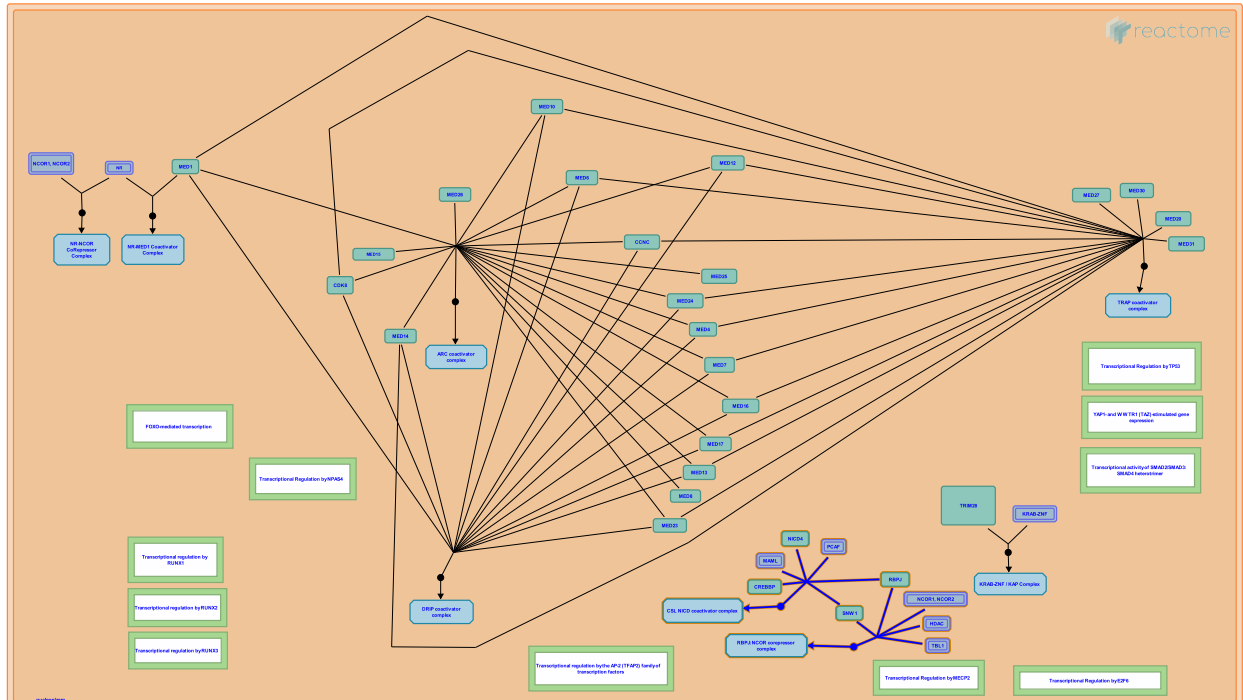 reactome
MED10
NCOR1, NCOR2
NR
MED1
MED12
MED6
MED26
MED27
MED30
MED31
CCNC
NR-NCOR
CoRepressor
Complex
NR-MED1 Coactivator
Complex
MED15
MED25
CDK8
MED24
TRAP coactivator
complex
MED4
MED14
ARC coactivator
complex
MED7
Transcriptional Regulation by TP53
MED16
YAP1- and WWTR1 (TAZ)-stimulated gene
expression
FOXO-mediated transcription
MED17
MED13
Transcriptional activity of SMAD2/SMAD3:
SMAD4 heterotrimer
Transcriptional Regulation by NPAS4
MED8
TRIM28
KRAB-ZNF
MED23
NICD4
PCAF
Transcriptional regulation by
RUNX1
MAML
CREBBP
RBPJ
KRAB-ZNF / KAP Complex
NCOR1, NCOR2
Transcriptional regulation by RUNX2
DRIP coactivator
complex
CSL NICD coactivator complex
SNW1
HDAC
Transcriptional regulation by RUNX3
RBPJ:NCOR corepressor
complex
TBL1
Transcriptional regulation by the AP-2 (TFAP2) family of
transcription factors
Transcriptional Regulation by MECP2
Transcriptional Regulation by E2F6